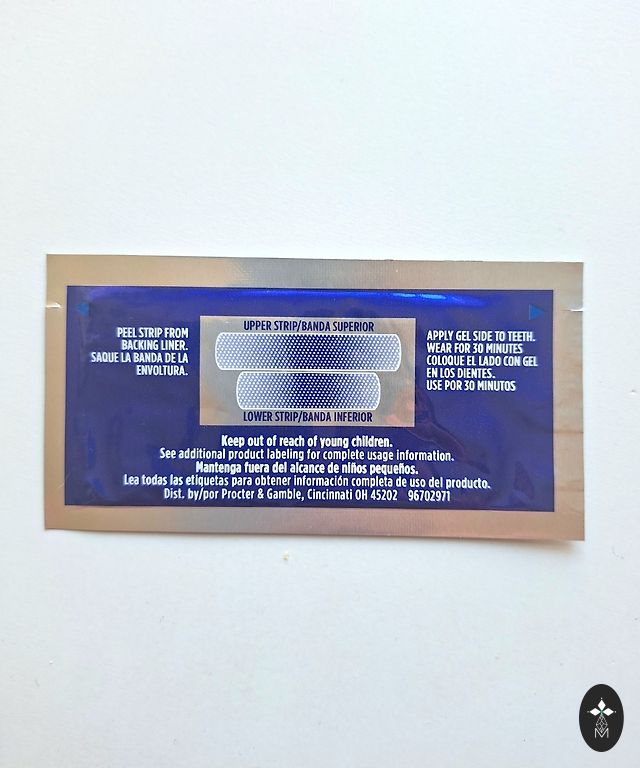 UPPER STRIP/BANDA SUPERIOR
PEEL STRIP FROM
BACKING LINER.
SAQUE LA BANDA DE LA
ENVOLTURA.
APPLY GEL SIDE TO TEETH.
WEAR FOR 30 MINUTES
COLOQUE EL LADO CON GEL
EN LOS DIENTES.
USE POR 30 MINUTOS
LOWER STRIP/BANDA INFERIOR
Keep out of reach of young children.
See additional product labeling for complete usage information.
Mantenga fuera del alcance de niños pequeños.
Lea todas las etiquetas para obtener información completa de uso del producto.
Dist. by/por Procter & Gamble, Cincinnati OH 45202 96702971
M